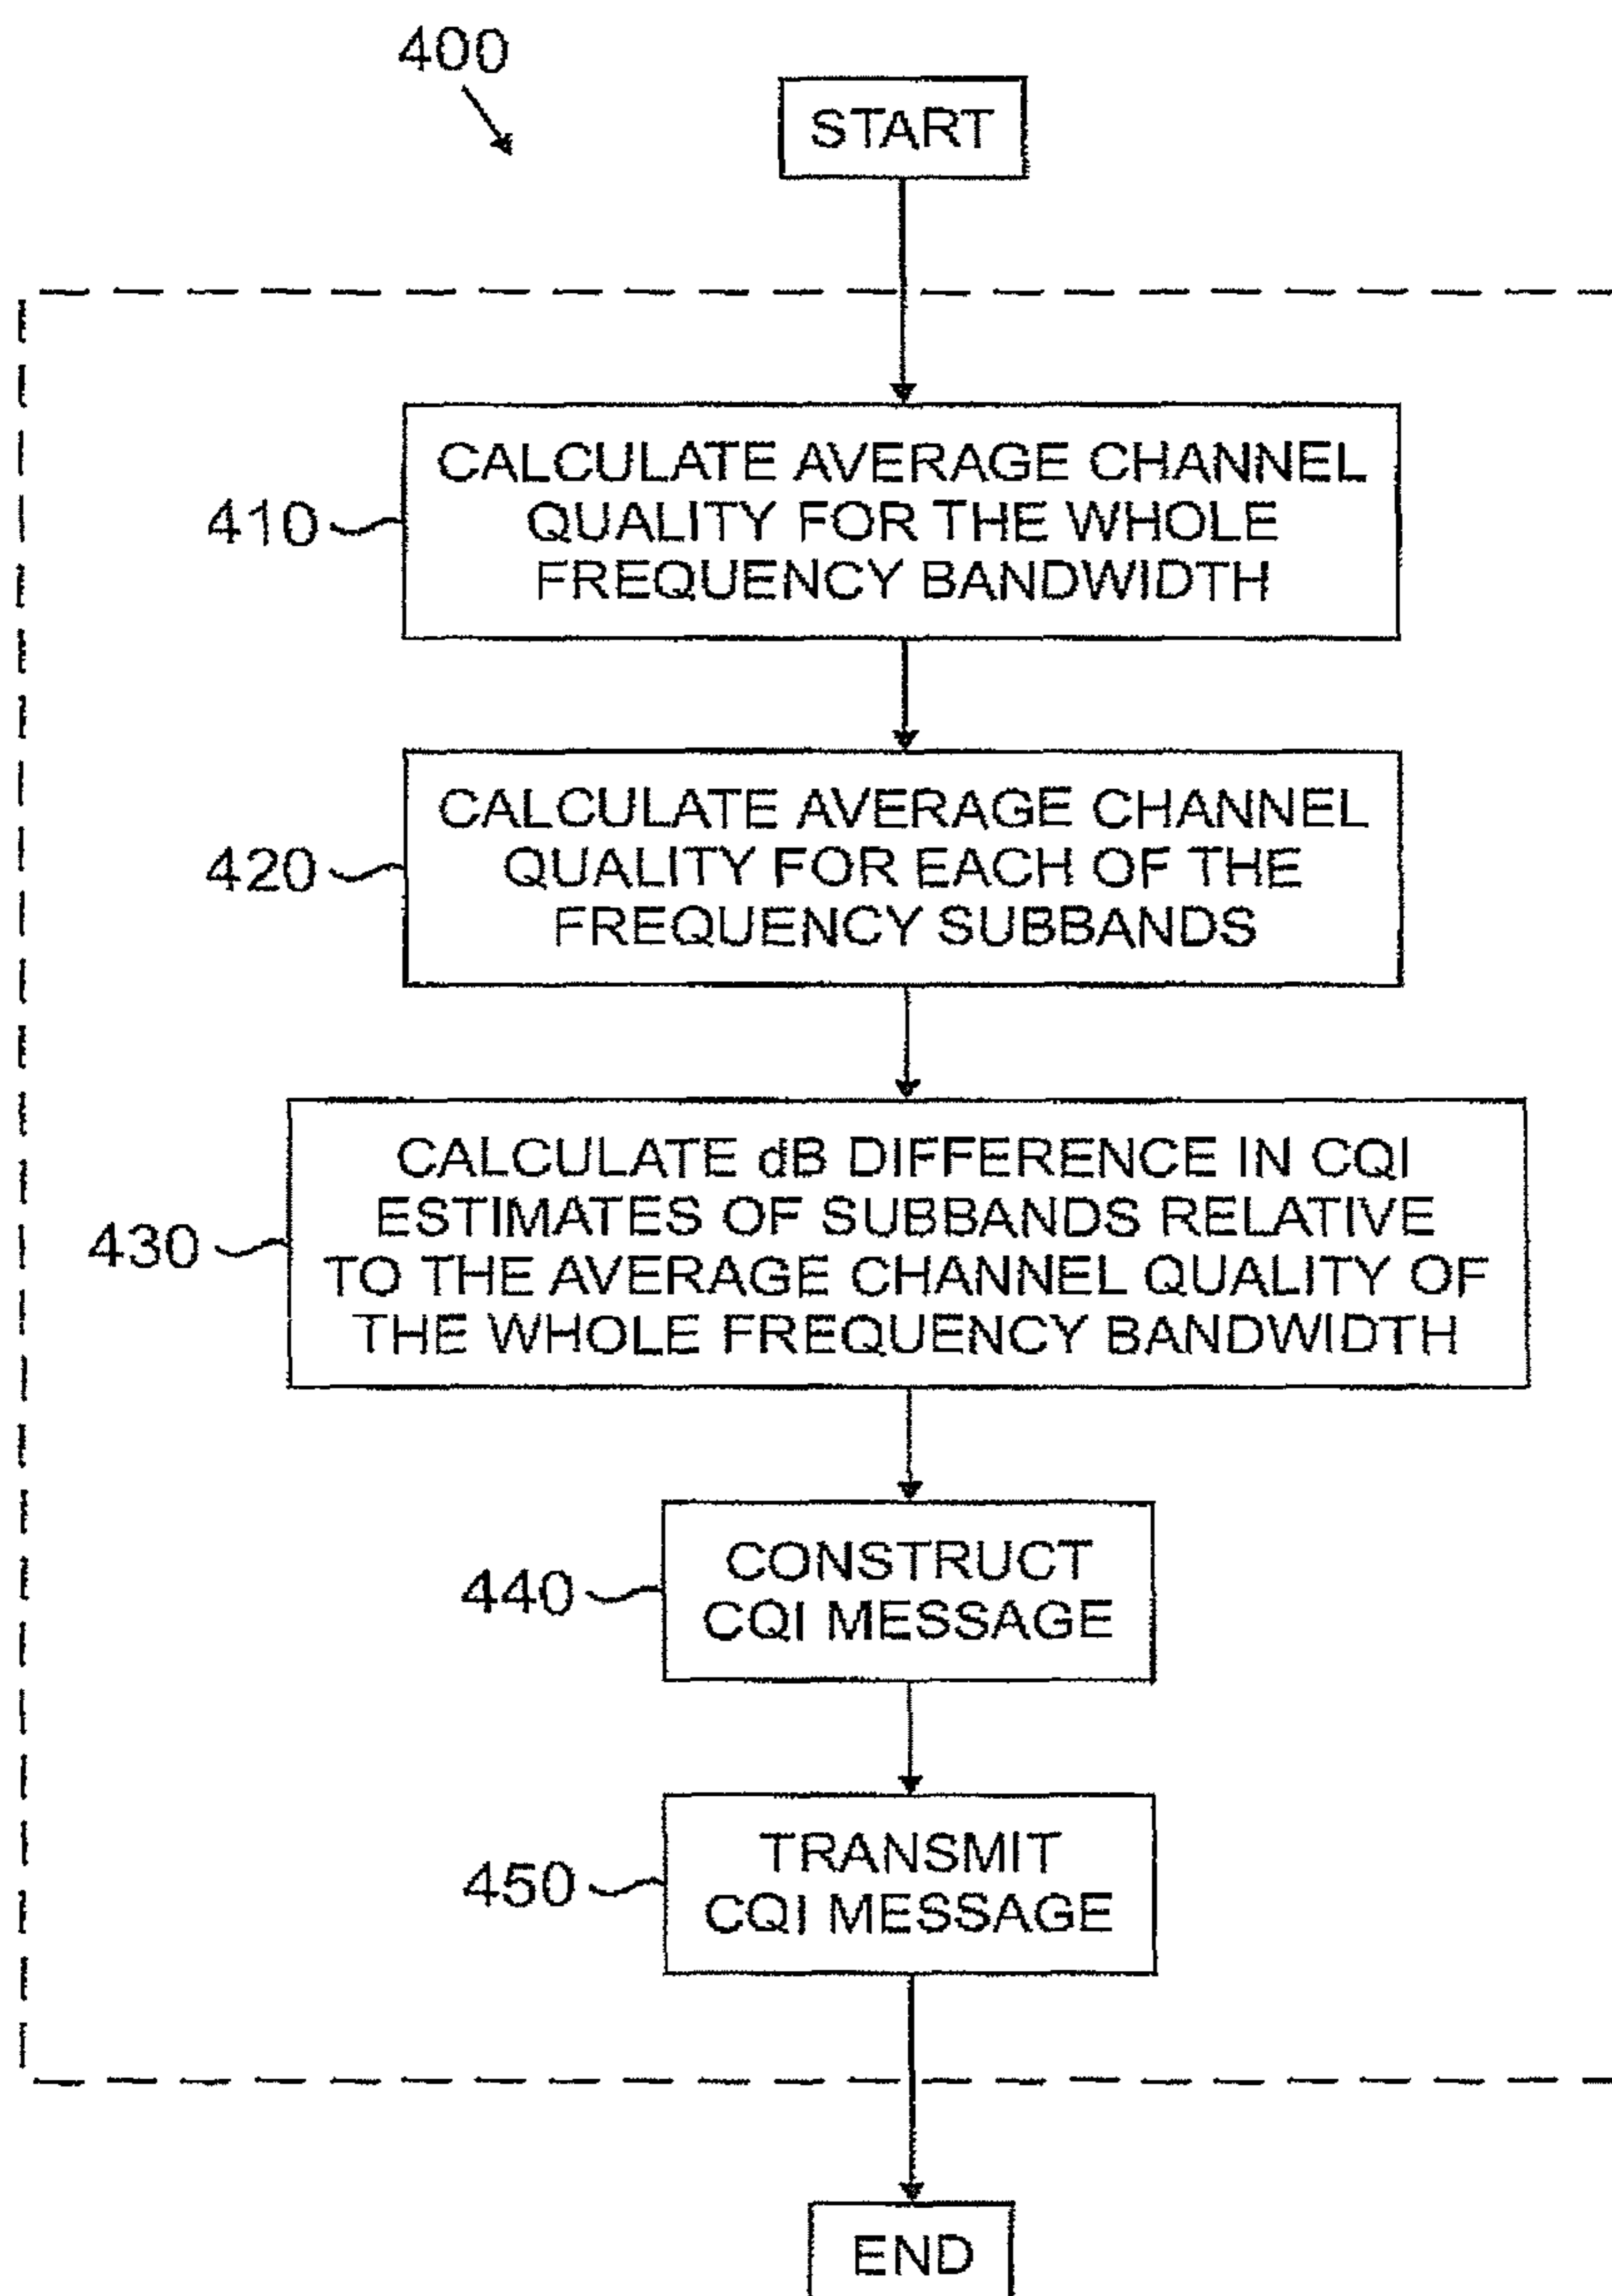 400
START
410
CALCULATE AVERAGE CHANNEL
QUALITY FOR THE WHOLE
FREQUENCY BANDWIDTH
420
CALCULATE AVERAGE CHANNEL
QUALITY FOR EACH OF THE
FREQUENCY SUBBANDS
430
CALCULATE dB DIFFERENCE IN CQI
ESTIMATES OF SUBBANDS RELATIVE
TO THE AVERAGE CHANNEL QUALITY OF
THE WHOLE FREQUENCY BANDWIDTH
440
CONSTRUCT
CQI MESSAGE
450
TRANSMIT
CQI MESSAGE
END